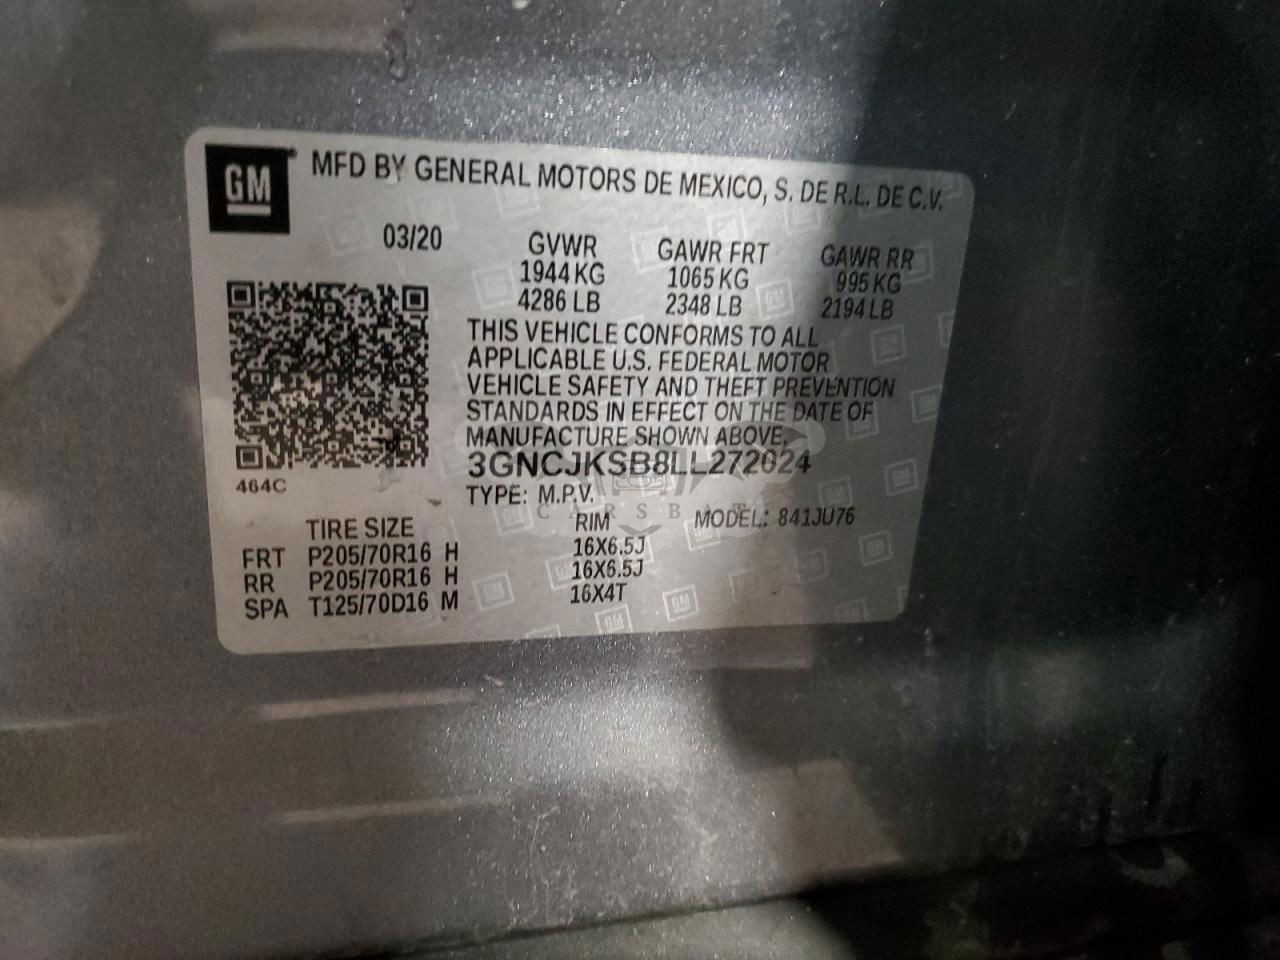 GM MFD BY GENERAL MOTORS DE MEXICO, S. DE R.L. DE C.V.
03/20 GVWR GAWR FRT GAWR RR
1944 KG 1065 KG 995 KG
4286 LB 2348 LB 2194 LB
THIS VEHICLE CONFORMS TO ALL
APPLICABLE U.S. FEDERAL MOTOR
VEHICLE SAFETY AND THEFT PREVENTION
STANDARDS IN EFFECT ON THE DATE OF
MANUFACTURE SHOWN ABOVE.
3GNCJKSB8LL272024
464C
TYPE: M.P.V.
TIRE SIZE RIM MODEL: 841JU76
FRT P205/70R16 H 16X6.5J
RR P205/70R16 H 16X6.5J
SPA T125/70D16 M 16X4T